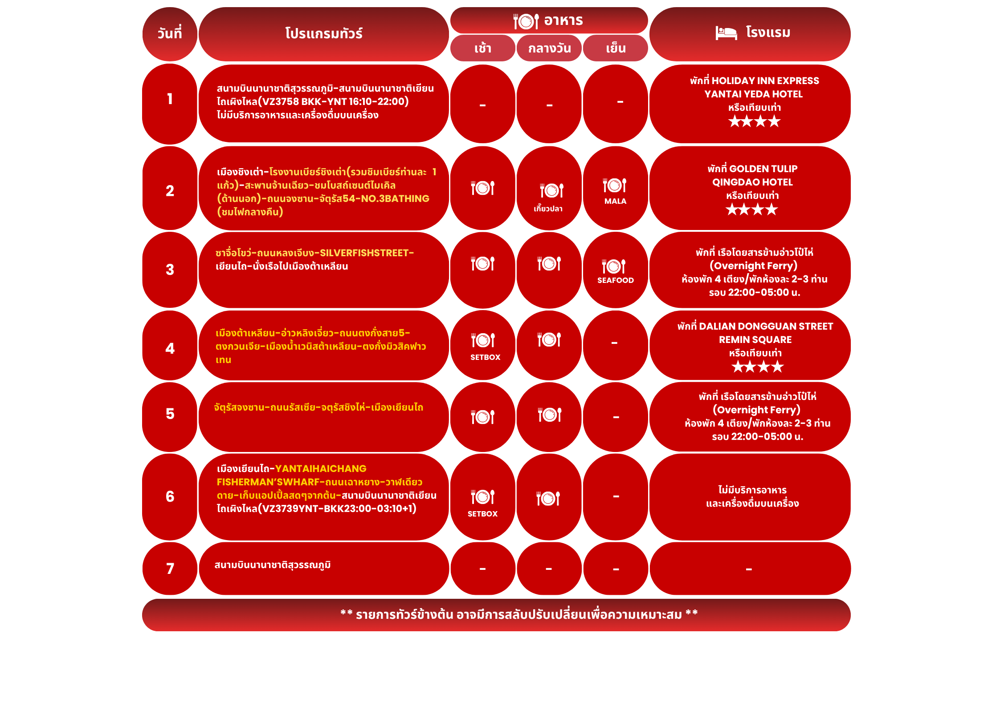 วันที่
โปรแกรมทัวร์
อาหาร
เช้า
กลางวัน
เย็น
โรงแรม
1
สนามบินนานาชาติสุวรรณภูมิ-สนามบินนานาชาติเยียน
ไถเผิงไหล(VZ3758 BKK-YNT 16:10-22:00)
ไม่มีบริการอาหารและเครื่องดื่มบนเครื่อง
-
-
-
พักที่ HOLIDAY INN EXPRESS
YANTAI YEDA HOTEL
หรือเทียบเท่า
★★★★
2
เมืองชิงเต่า-โรงงานเบียร์ชิงเต่า(รวมชิมเบียร์ท่านละ 1
แก้ว)-สะพานจ้านเฉียว-ชมโบสถ์เซนต์ไมเคิล
(ด้านนอก)-ถนนจงซาน-จัตุรัส54-NO.3BATHING
(ชมไฟกลางคืน)
เกี๊ยวปลา
MALA
พักที่ GOLDEN TULIP
QINGDAO HOTEL
หรือเทียบเท่า
★★★★
3
ซาจื่อโขว่-ถนนหลงเจีบง-SILVERFISHSTREET-
เยียนไถ-นั่งเรือไปเมืองต้าเหลียน
SEAFOOD
พักที่ เรือโดยสารข้ามอ่าวโป๋ไห่
(Overnight Ferry)
ห้องพัก 4 เตียง/พักห้องละ 2-3 ท่าน
รอบ 22:00-05:00 น.
4
เมืองต้าเหลียน-อ่าวหลิงเจี่ยว-ถนนตงกั่งสาย5-
ตงกวนเจีย-เมืองน้ำเวนิสต้าเหลียน-ตงกั่งมิวสิคฟาว
เทน
SETBOX
-
พักที่ DALIAN DONGGUAN STREET
REMIN SQUARE
หรือเทียบเท่า
★★★★
5
จัตุรัสจงซาน-ถนนรัสเซีย-จตุรัสชิงไห่-เมืองเยียนไถ
-
พักที่ เรือโดยสารข้ามอ่าวโป๋ไห่
(Overnight Ferry)
ห้องพัก 4 เตียง/พักห้องละ 2-3 ท่าน
รอบ 22:00-05:00 น.
6
เมืองเยียนไถ-YANTAIHAICHANG
FISHERMAN’SWHARF-ถนนเฉาหยาง-วาฬเดียว
ดาย-เก็บแอปเปิ้ลสดๆจากต้น-สนามบินนานาชาติเยียน
ไถเผิงไหล(VZ3739YNT-BKK23:00-03:10+1)
SETBOX
-
ไม่มีบริการอาหาร
และเครื่องดื่มบนเครื่อง
7
สนามบินนานาชาติสุวรรณภูมิ
-
-
-
-
** รายการทัวร์ข้างต้น อาจมีการสลับปรับเปลี่ยนเพื่อความเหมาะสม **